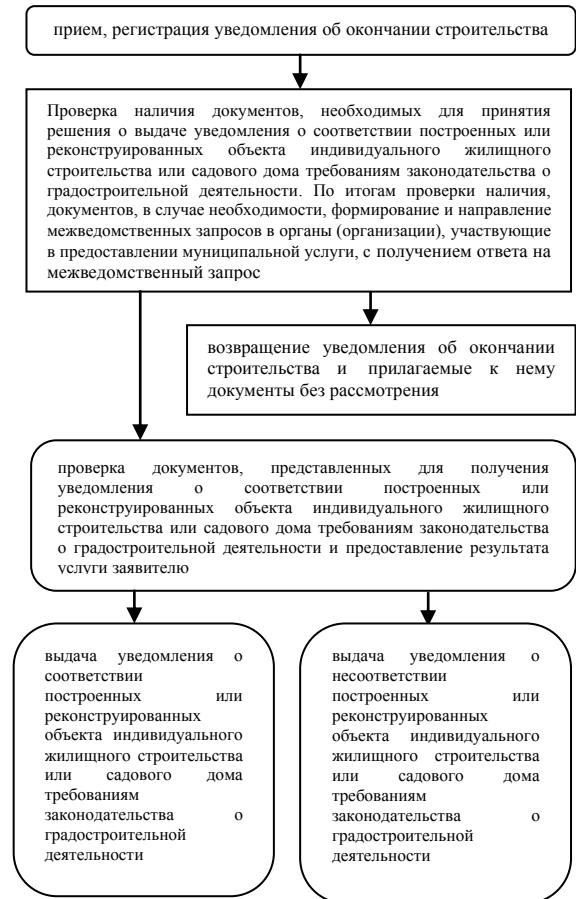 прием, регистрация уведомления об окончании строительства
Проверка наличия документов, необходимых для принятия
решения о выдаче уведомления о соответствии построенных или
реконструированных объекта индивидуального жилищного
строительства или садового дома требованиям законодательства о
градостроительной деятельности. По итогам проверки наличия,
документов, в случае необходимости, формирование и направление
межведомственных запросов в органы (организации), участвующие
в предоставлении муниципальной услуги, с получением ответа на
межведомственный запрос
возвращение уведомления об окончании
строительства и прилагаемые к нему
документы без рассмотрения
проверка документов, представленных для получения
уведомления о соответствии построенных или
реконструированных объекта индивидуального жилищного
строительства или садового дома требованиям законодательства
о градостроительной деятельности и предоставление результата
услуги заявителю
выдача уведомления о
соответствии
построенных или
реконструированных
объекта индивидуального
жилищного строительства
или садового дома
требованиям
законодательства о
градостроительной
деятельности
выдача уведомления о
несоответствии
построенных или
реконструированных
объекта индивидуального
жилищного строительства
или садового дома
требованиям
законодательства о
градостроительной
деятельности